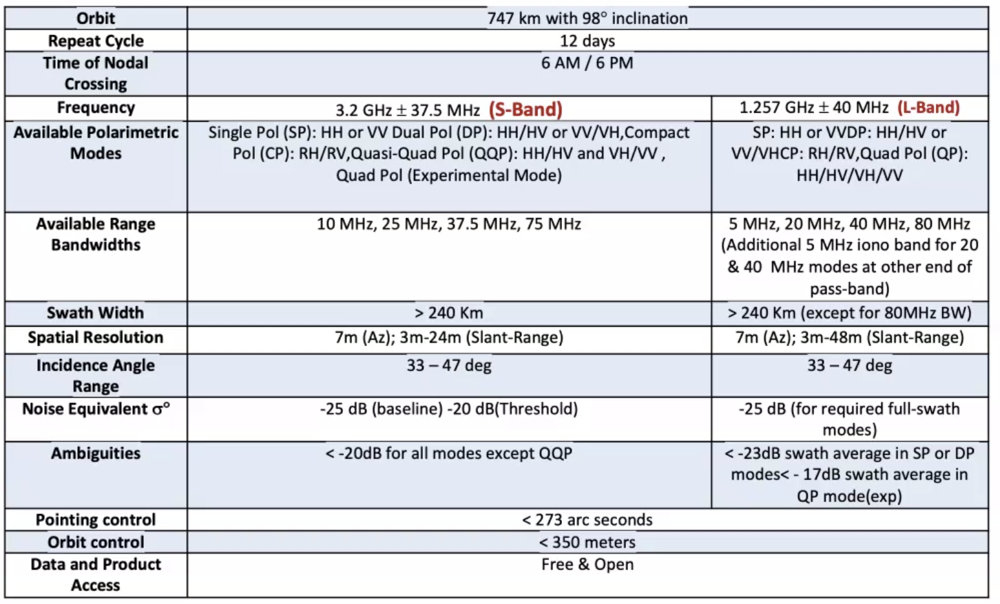 Orbit
747 km with 98° inclination
Repeat Cycle
12 days
Time of Nodal
Crossing
6 AM / 6 PM
Frequency
3.2 GHz ± 37.5 MHz (S-Band)
1.257 GHz ± 40 MHz (L-Band)
Available Polarimetric
Modes
Single Pol (SP): HH or VV Dual Pol (DP): HH/HV or VV/VH,Compact
Pol (CP): RH/RV,Quasi-Quad Pol (QQP): HH/HV and VH/VV ,
Quad Pol (Experimental Mode)
SP: HH or VVDP: HH/HV or
VV/VHCP: RH/RV,Quad Pol (QP):
HH/HV/VH/VV
Available Range
Bandwidths
10 MHz, 25 MHz, 37.5 MHz, 75 MHz
5 MHz, 20 MHz, 40 MHz, 80 MHz
(Additional 5 MHz iono band for 20
& 40 MHz modes at other end of
pass-band)
Swath Width
> 240 Km
> 240 Km (except for 80MHz BW)
Spatial Resolution
7m (Az); 3m-24m (Slant-Range)
7m (Az); 3m-48m (Slant-Range)
Incidence Angle
Range
33 – 47 deg
33 – 47 deg
Noise Equivalent σ°
-25 dB (baseline) -20 dB(Threshold)
-25 dB (for required full-swath
modes)
Ambiguities
< -20dB for all modes except QQP
< -23dB swath average in SP or DP
modes< - 17dB swath average in
QP mode(exp)
Pointing control
< 273 arc seconds
Orbit control
< 350 meters
Data and Product
Access
Free & Open